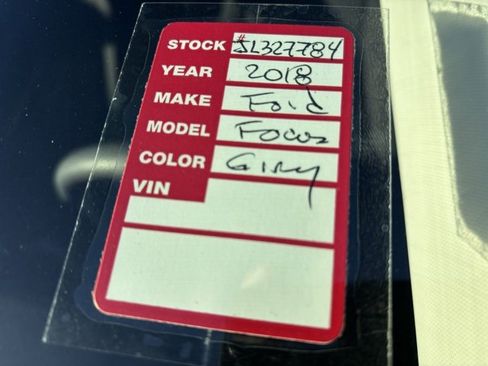 STOCK #JL327784
YEAR 2018
MAKE Ford
MODEL Focus
COLOR Gray
VIN